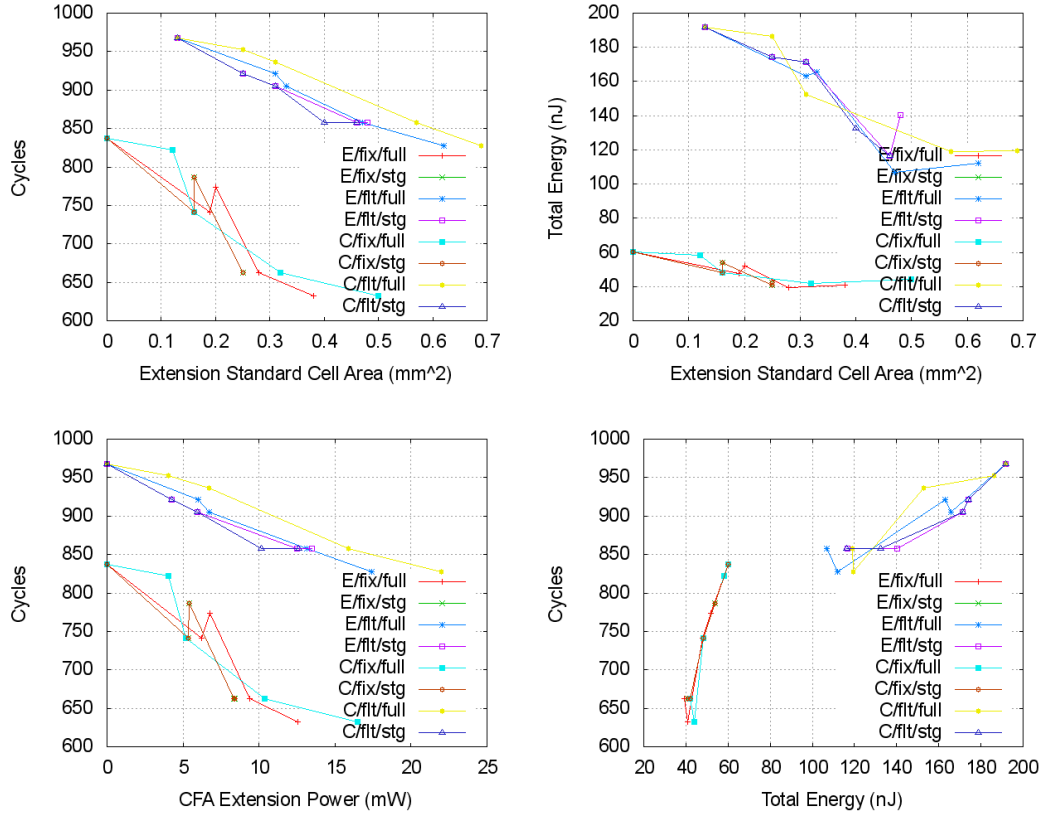 1000
950
900
850
800
750
700
650
600
Cycles
0 0.1 0.2 0.3 0.4 0.5 0.6 0.7
Extension Standard Cell Area (mm^2)
E/fix/full
E/fix/stg
E/flt/full
E/flt/stg
C/fix/full
C/fix/stg
C/flt/full
C/flt/stg
200
180
160
140
120
100
80
60
40
20
Total Energy (nJ)
0 0.1 0.2 0.3 0.4 0.5 0.6 0.7
Extension Standard Cell Area (mm^2)
E/fix/full
E/fix/stg
E/flt/full
E/flt/stg
C/fix/full
C/fix/stg
C/flt/full
C/flt/stg
1000
950
900
850
800
750
700
650
600
Cycles
0 5 10 15 20 25
CFA Extension Power (mW)
E/fix/full
E/fix/stg
E/flt/full
E/flt/stg
C/fix/full
C/fix/stg
C/flt/full
C/flt/stg
1000
950
900
850
800
750
700
650
600
Cycles
20 40 60 80 100 120 140 160 180 200
Total Energy (nJ)
E/fix/full
E/fix/stg
E/flt/full
E/flt/stg
C/fix/full
C/fix/stg
C/flt/full
C/flt/stg